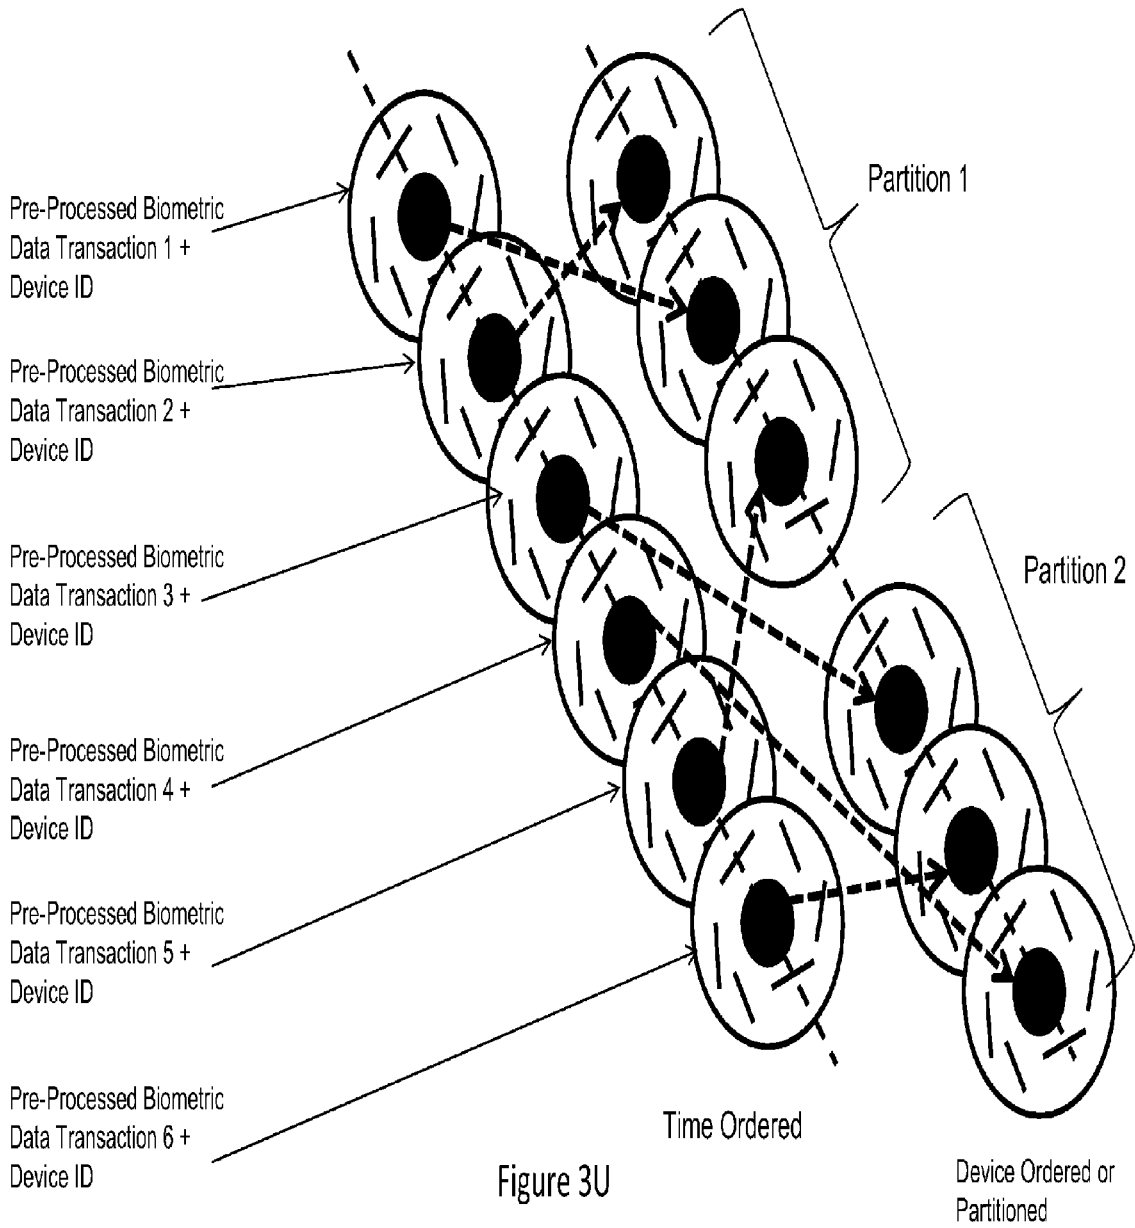 Partition 1
Pre-Processed Biometric
Data Transaction 1 +
Device ID
Pre-Processed Biometric
Data Transaction 2 +
Device ID
Pre-Processed Biometric
Data Transaction 3 +
Device ID
Partition 2
Pre-Processed Biometric
Data Transaction 4 +
Device ID
Pre-Processed Biometric
Data Transaction 5 +
Device ID
Pre-Processed Biometric
Data Transaction 6 +
Device ID
Time Ordered
Device Ordered or
Partitioned
Figure 3U